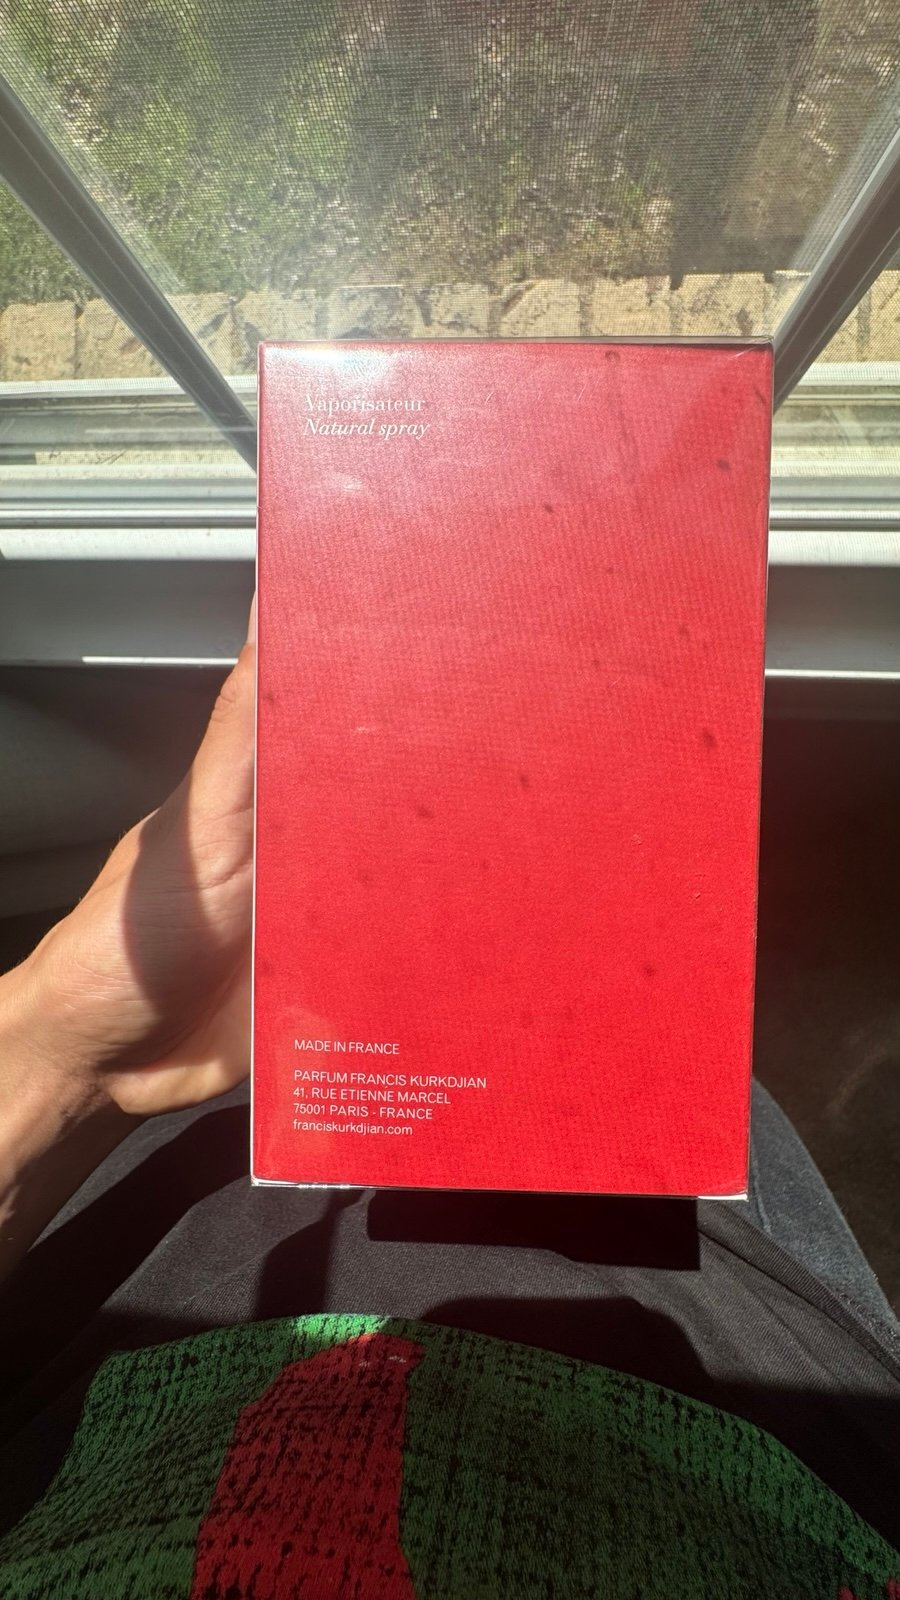 Vaporisateur
Natural spray
MADE IN FRANCE
PARFUM FRANCIS KURKDJIAN
41, RUE ETIENNE MARCEL
75001 PARIS - FRANCE
franciskurkdjian.com